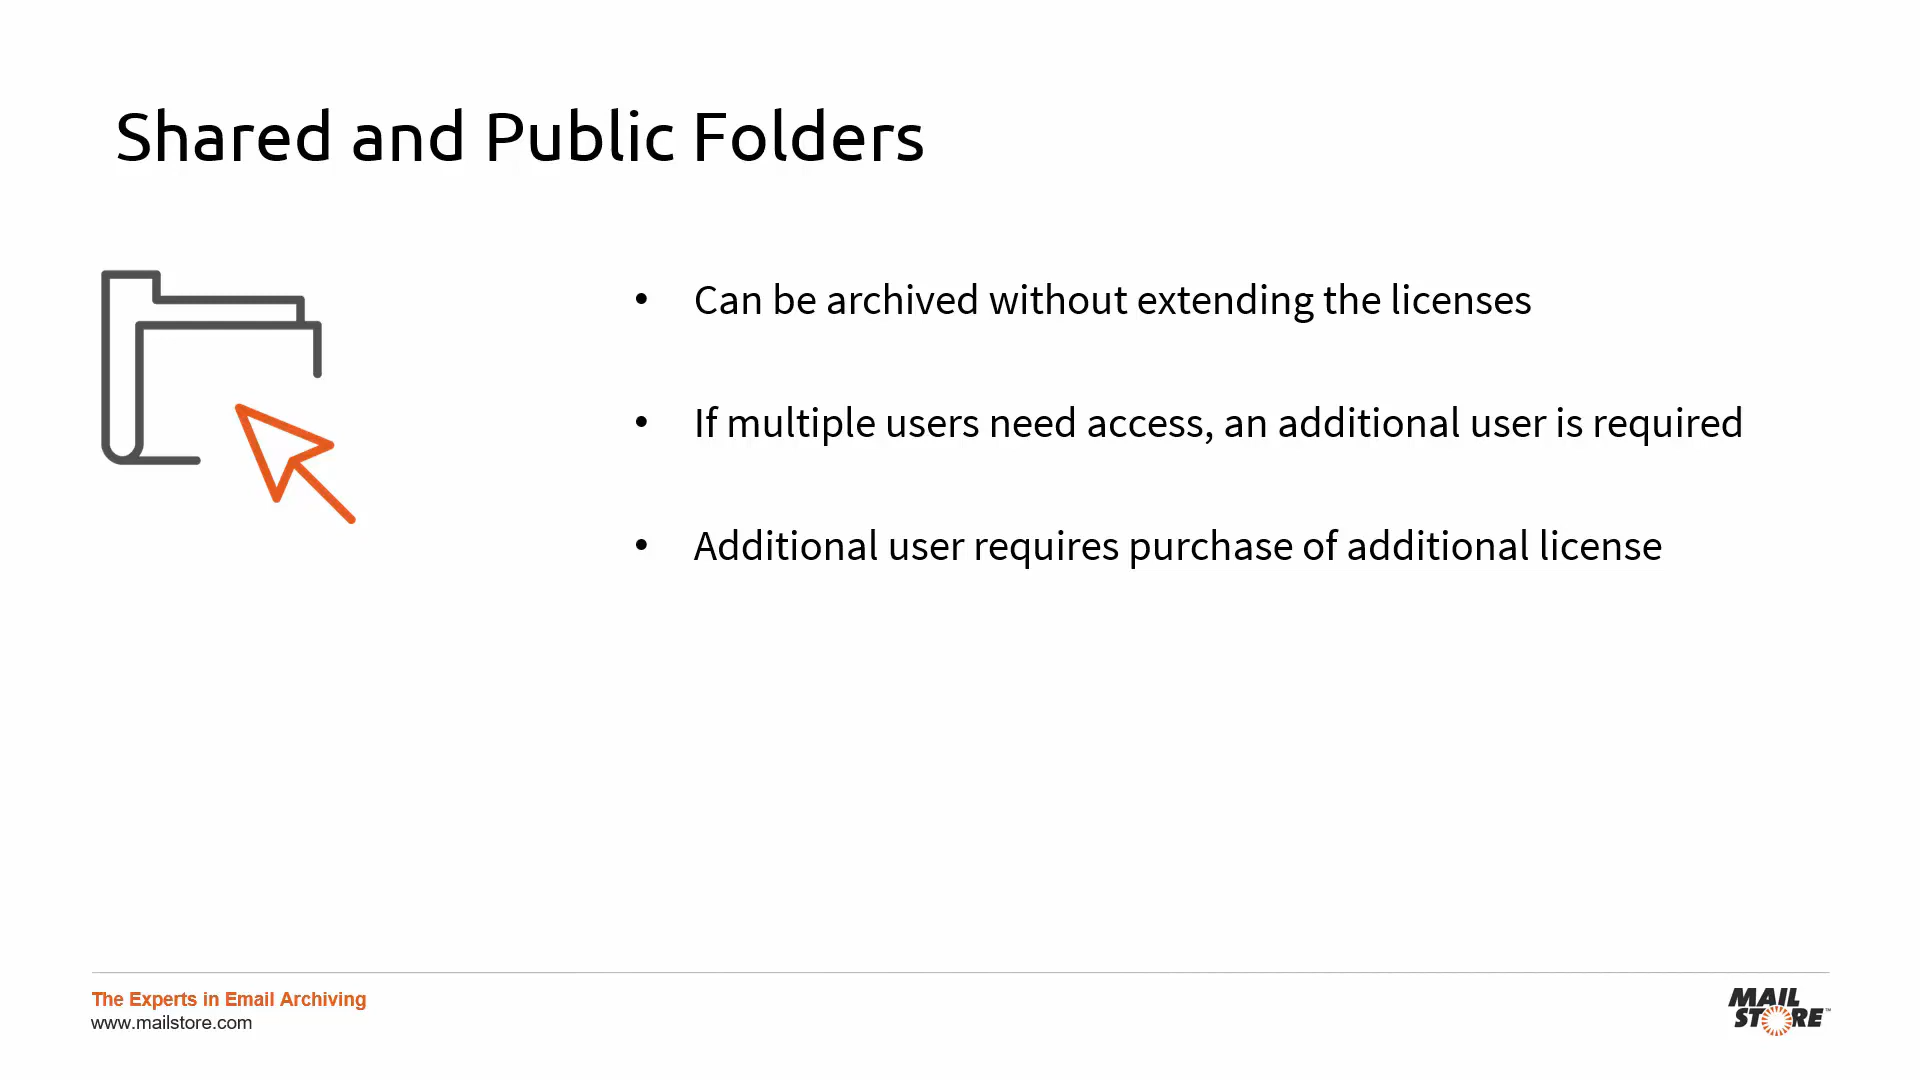 Shared and Public Folders
• Can be archived without extending the licenses
• If multiple users need access, an additional user is required
• Additional user requires purchase of additional license
The Experts in Email Archiving
www.mailstore.com
MAIL
STORE™